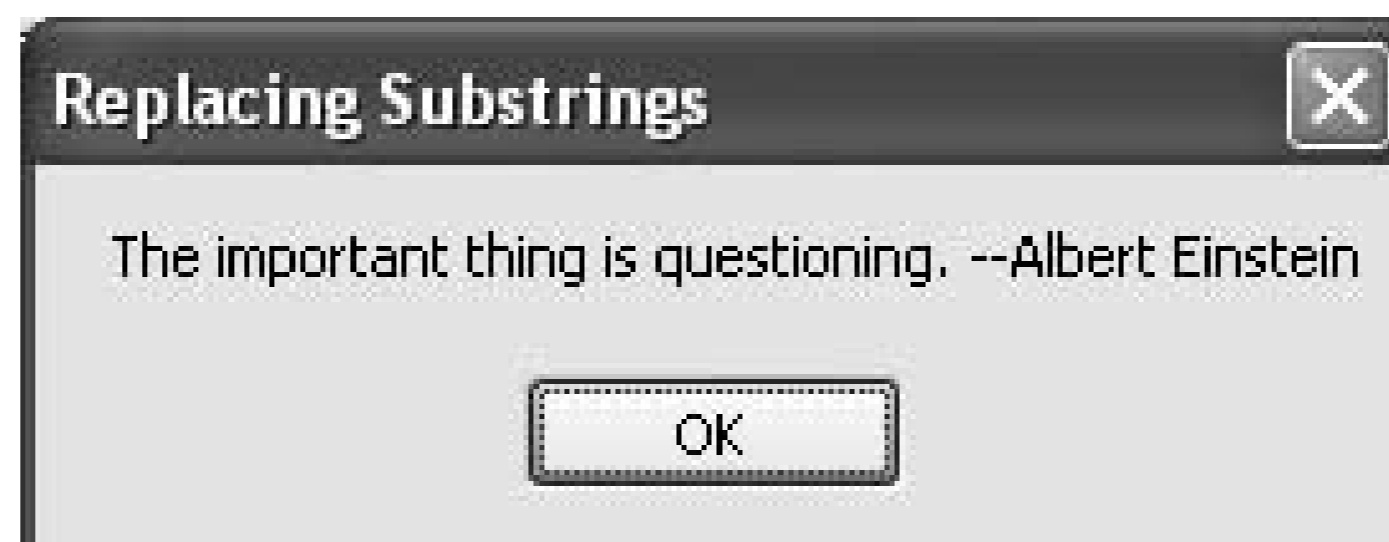 Replacing Substrings
The important thing is questioning. --Albert Einstein
OK